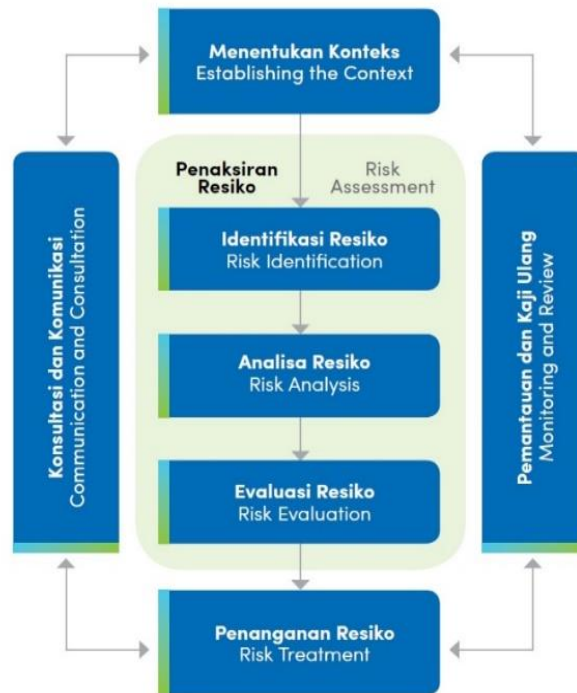 Menentukan Konteks
Establishing the Context
Penaksiran
Resiko
Risk
Assessment
Identifikasi Resiko
Risk Identification
Analisa Resiko
Risk Analysis
Evaluasi Resiko
Risk Evaluation
Konsultasi dan Komunikasi
Communication and Consultation
Pemantauan dan Kaji Ulang
Monitoring and Review
Penanganan Resiko
Risk Treatment